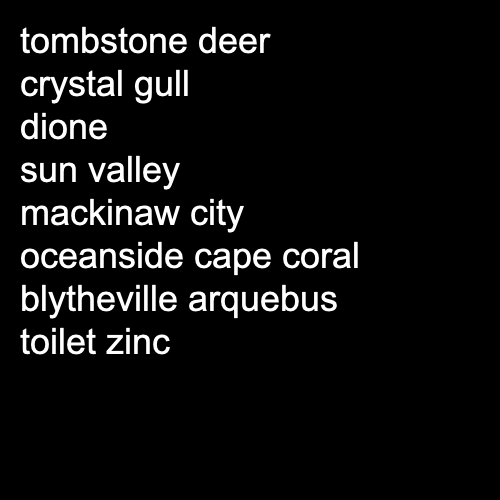 tombstone deer
crystal gull
dione
sun valley
mackinaw city
oceanside cape coral
blytheville arquebus
toilet zinc